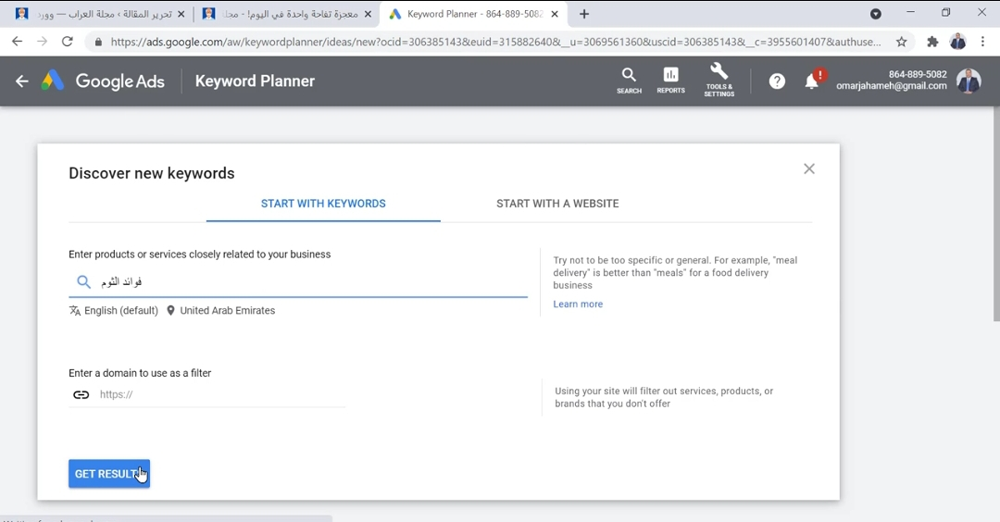 تحرير المقالة ‹ مجلة العراب — وورد
معجزة تفاحة واحدة في اليوم! - مجلة
Keyword Planner - 864-889-5082
https://ads.google.com/aw/keywordplanner/ideas/new?ocid=306385143&euid=315882640&__u=3069561360&uscid=306385143&__c=3955601407&authuse...
Google Ads
Keyword Planner
SEARCH
REPORTS
TOOLS &
SETTINGS
864-889-5082
omarjahameh@gmail.com
Discover new keywords
START WITH KEYWORDS
START WITH A WEBSITE
Enter products or services closely related to your business
فوائد الثوم
English (default)
United Arab Emirates
Try not to be too specific or general. For example, "meal
delivery" is better than "meals" for a food delivery
business
Learn more
Enter a domain to use as a filter
https://
Using your site will filter out services, products, or
brands that you don't offer
GET RESULT